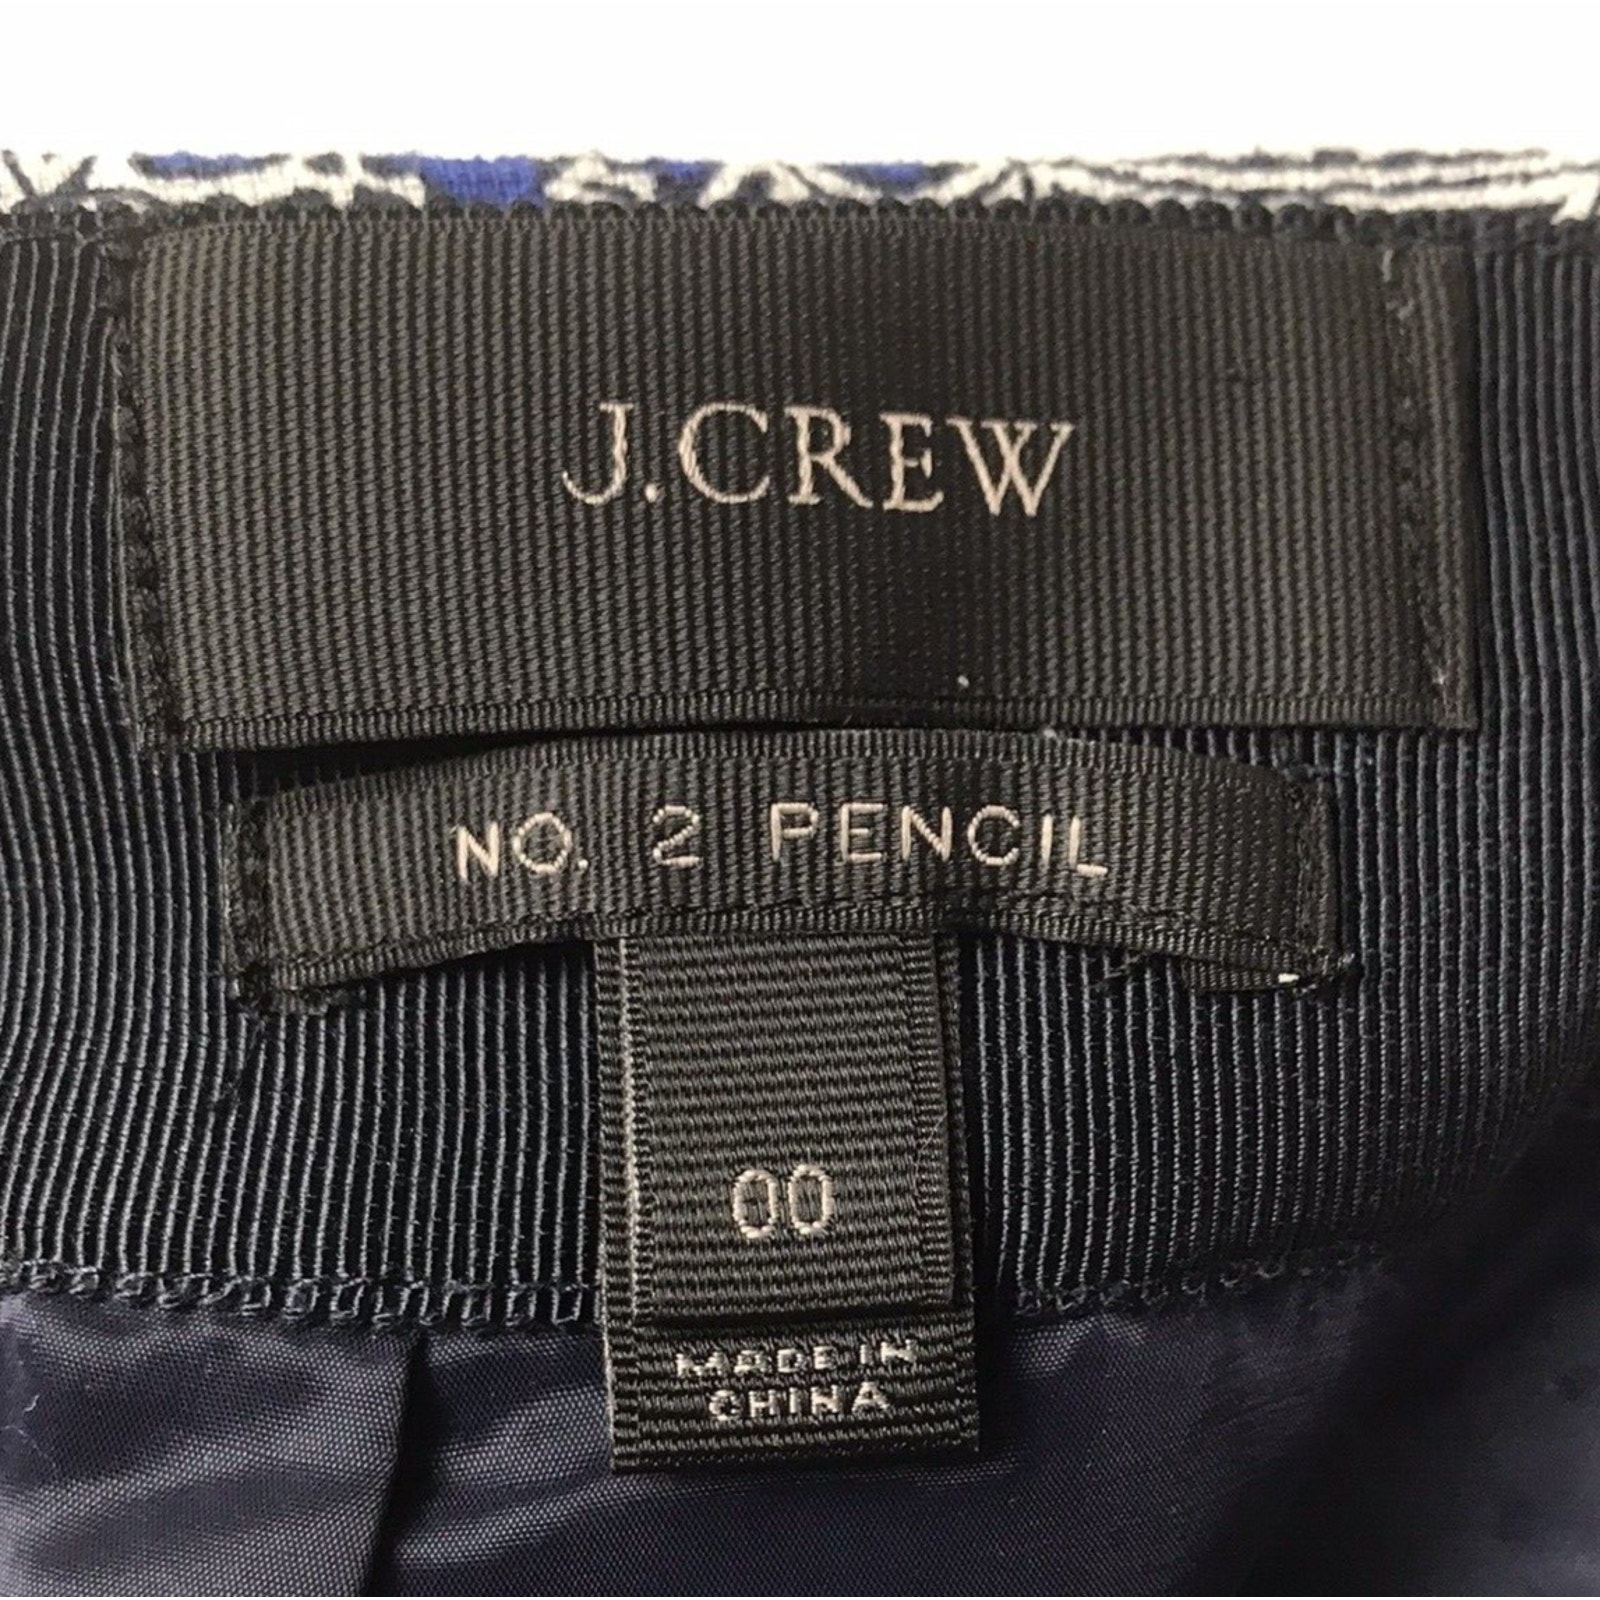 J.CREW
NO. 2 PENCIL
00
MADE IN
CHINA